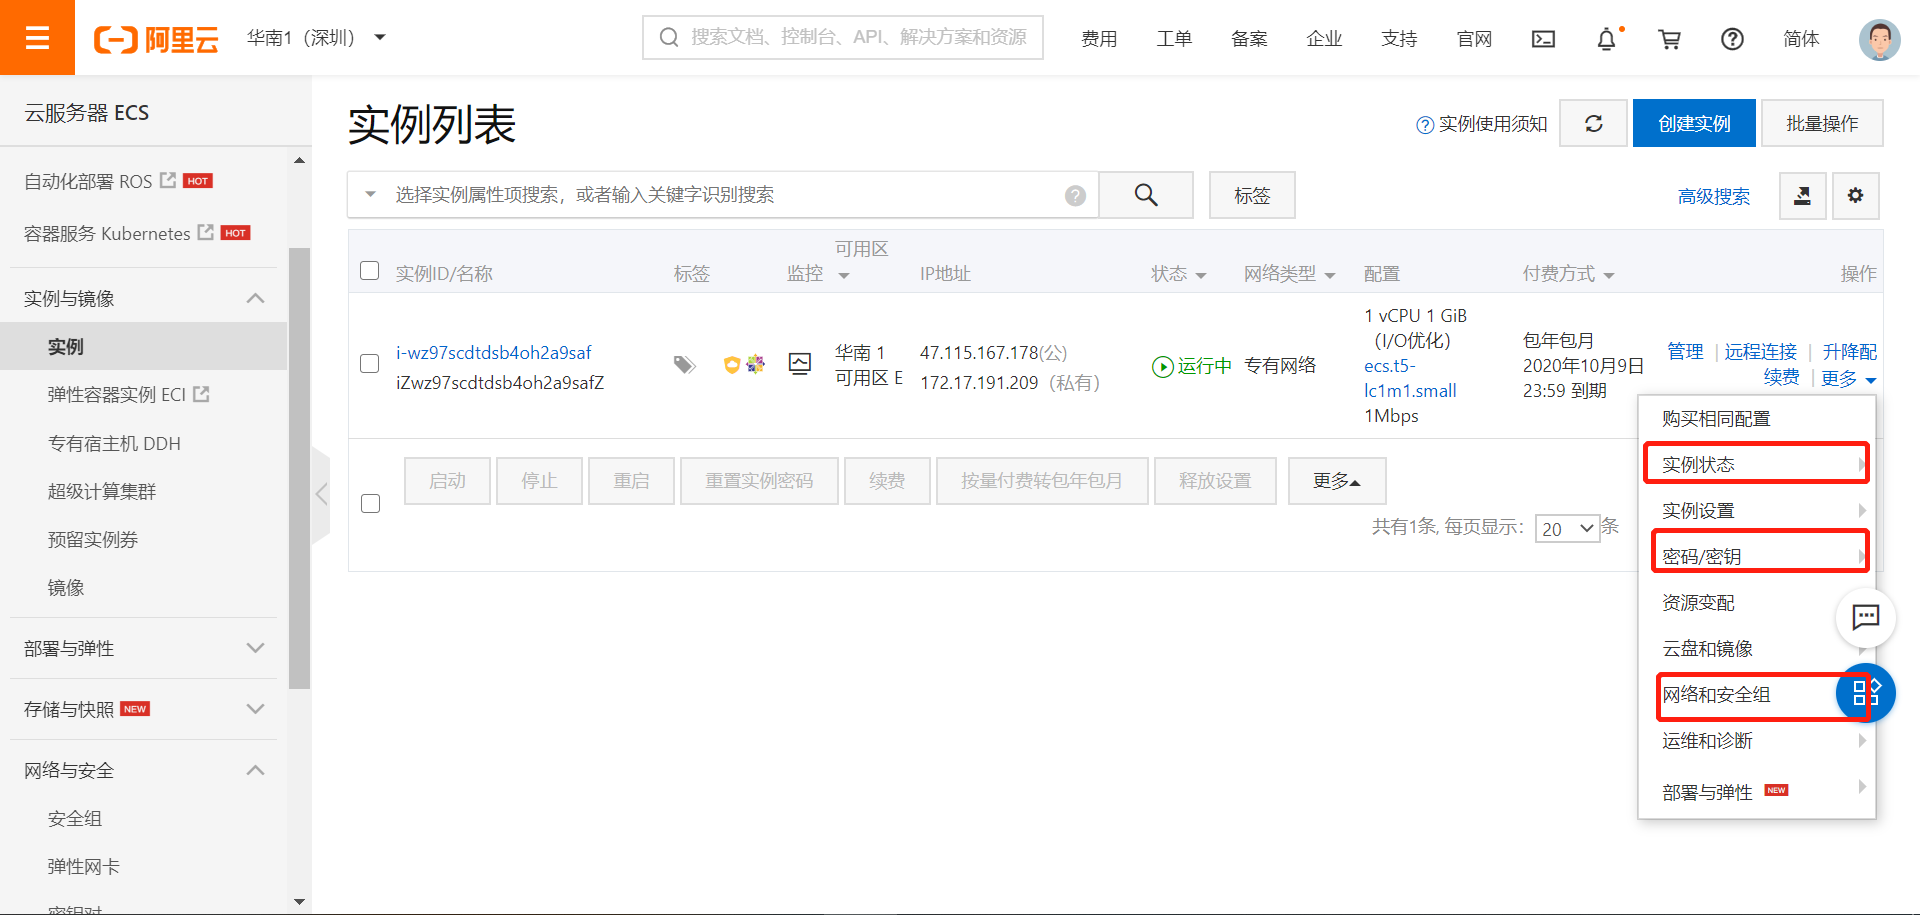 阿里云
华南1（深圳）
搜索文档、控制台、API、解决方案和资源
费用 工单 备案 企业 支持 官网 简体
云服务器 ECS
自动化部署 ROS HOT
容器服务 Kubernetes HOT
实例与镜像
实例
弹性容器实例 ECI
专有宿主机 DDH
超级计算集群
预留实例券
镜像
部署与弹性
存储与快照 NEW
网络与安全
安全组
弹性网卡
密钥对
实例列表
实例使用须知 创建实例 批量操作
选择实例属性项搜索，或者输入关键字识别搜索
标签
高级搜索
实例ID/名称 标签 监控 可用区 IP地址 状态 网络类型 配置 付费方式 操作
i-wz97scdtdsb4oh2a9saf
iZwz97scdtdsb4oh2a9safZ
华南 1
可用区 E
47.115.167.178(公)
172.17.191.209（私有）
运行中
专有网络
1 vCPU 1 GiB
（I/O优化）
ecs.t5-
lc1m1.small
1Mbps
包年包月
2020年10月9日
23:59 到期
管理 远程连接 升降配
续费 更多
启动 停止 重启 重置实例密码 续费 按量付费转包年包月 释放设置 更多
共有1条, 每页显示： 20 条
购买相同配置
实例状态
实例设置
密码/密钥
资源变配
云盘和镜像
网络和安全组
运维和诊断
部署与弹性 NEW